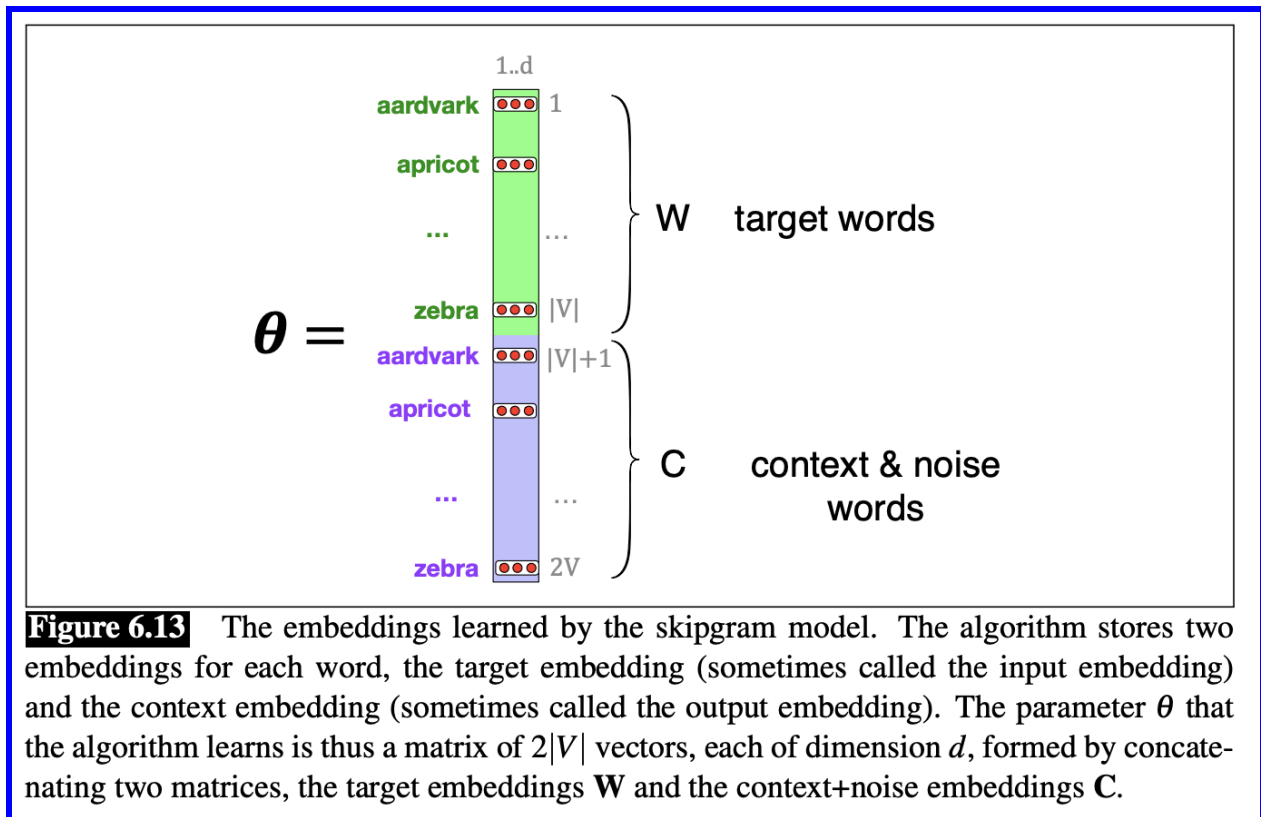 1..d
aardvark 1
apricot
... ...
W target words
zebra |V|
θ =
aardvark |V|+1
apricot
C context & noise
words
... ...
zebra 2V
Figure 6.13 The embeddings learned by the skipgram model. The algorithm stores two
embeddings for each word, the target embedding (sometimes called the input embedding)
and the context embedding (sometimes called the output embedding). The parameter θ that
the algorithm learns is thus a matrix of 2|V| vectors, each of dimension d, formed by concate-
nating two matrices, the target embeddings W and the context+noise embeddings C.